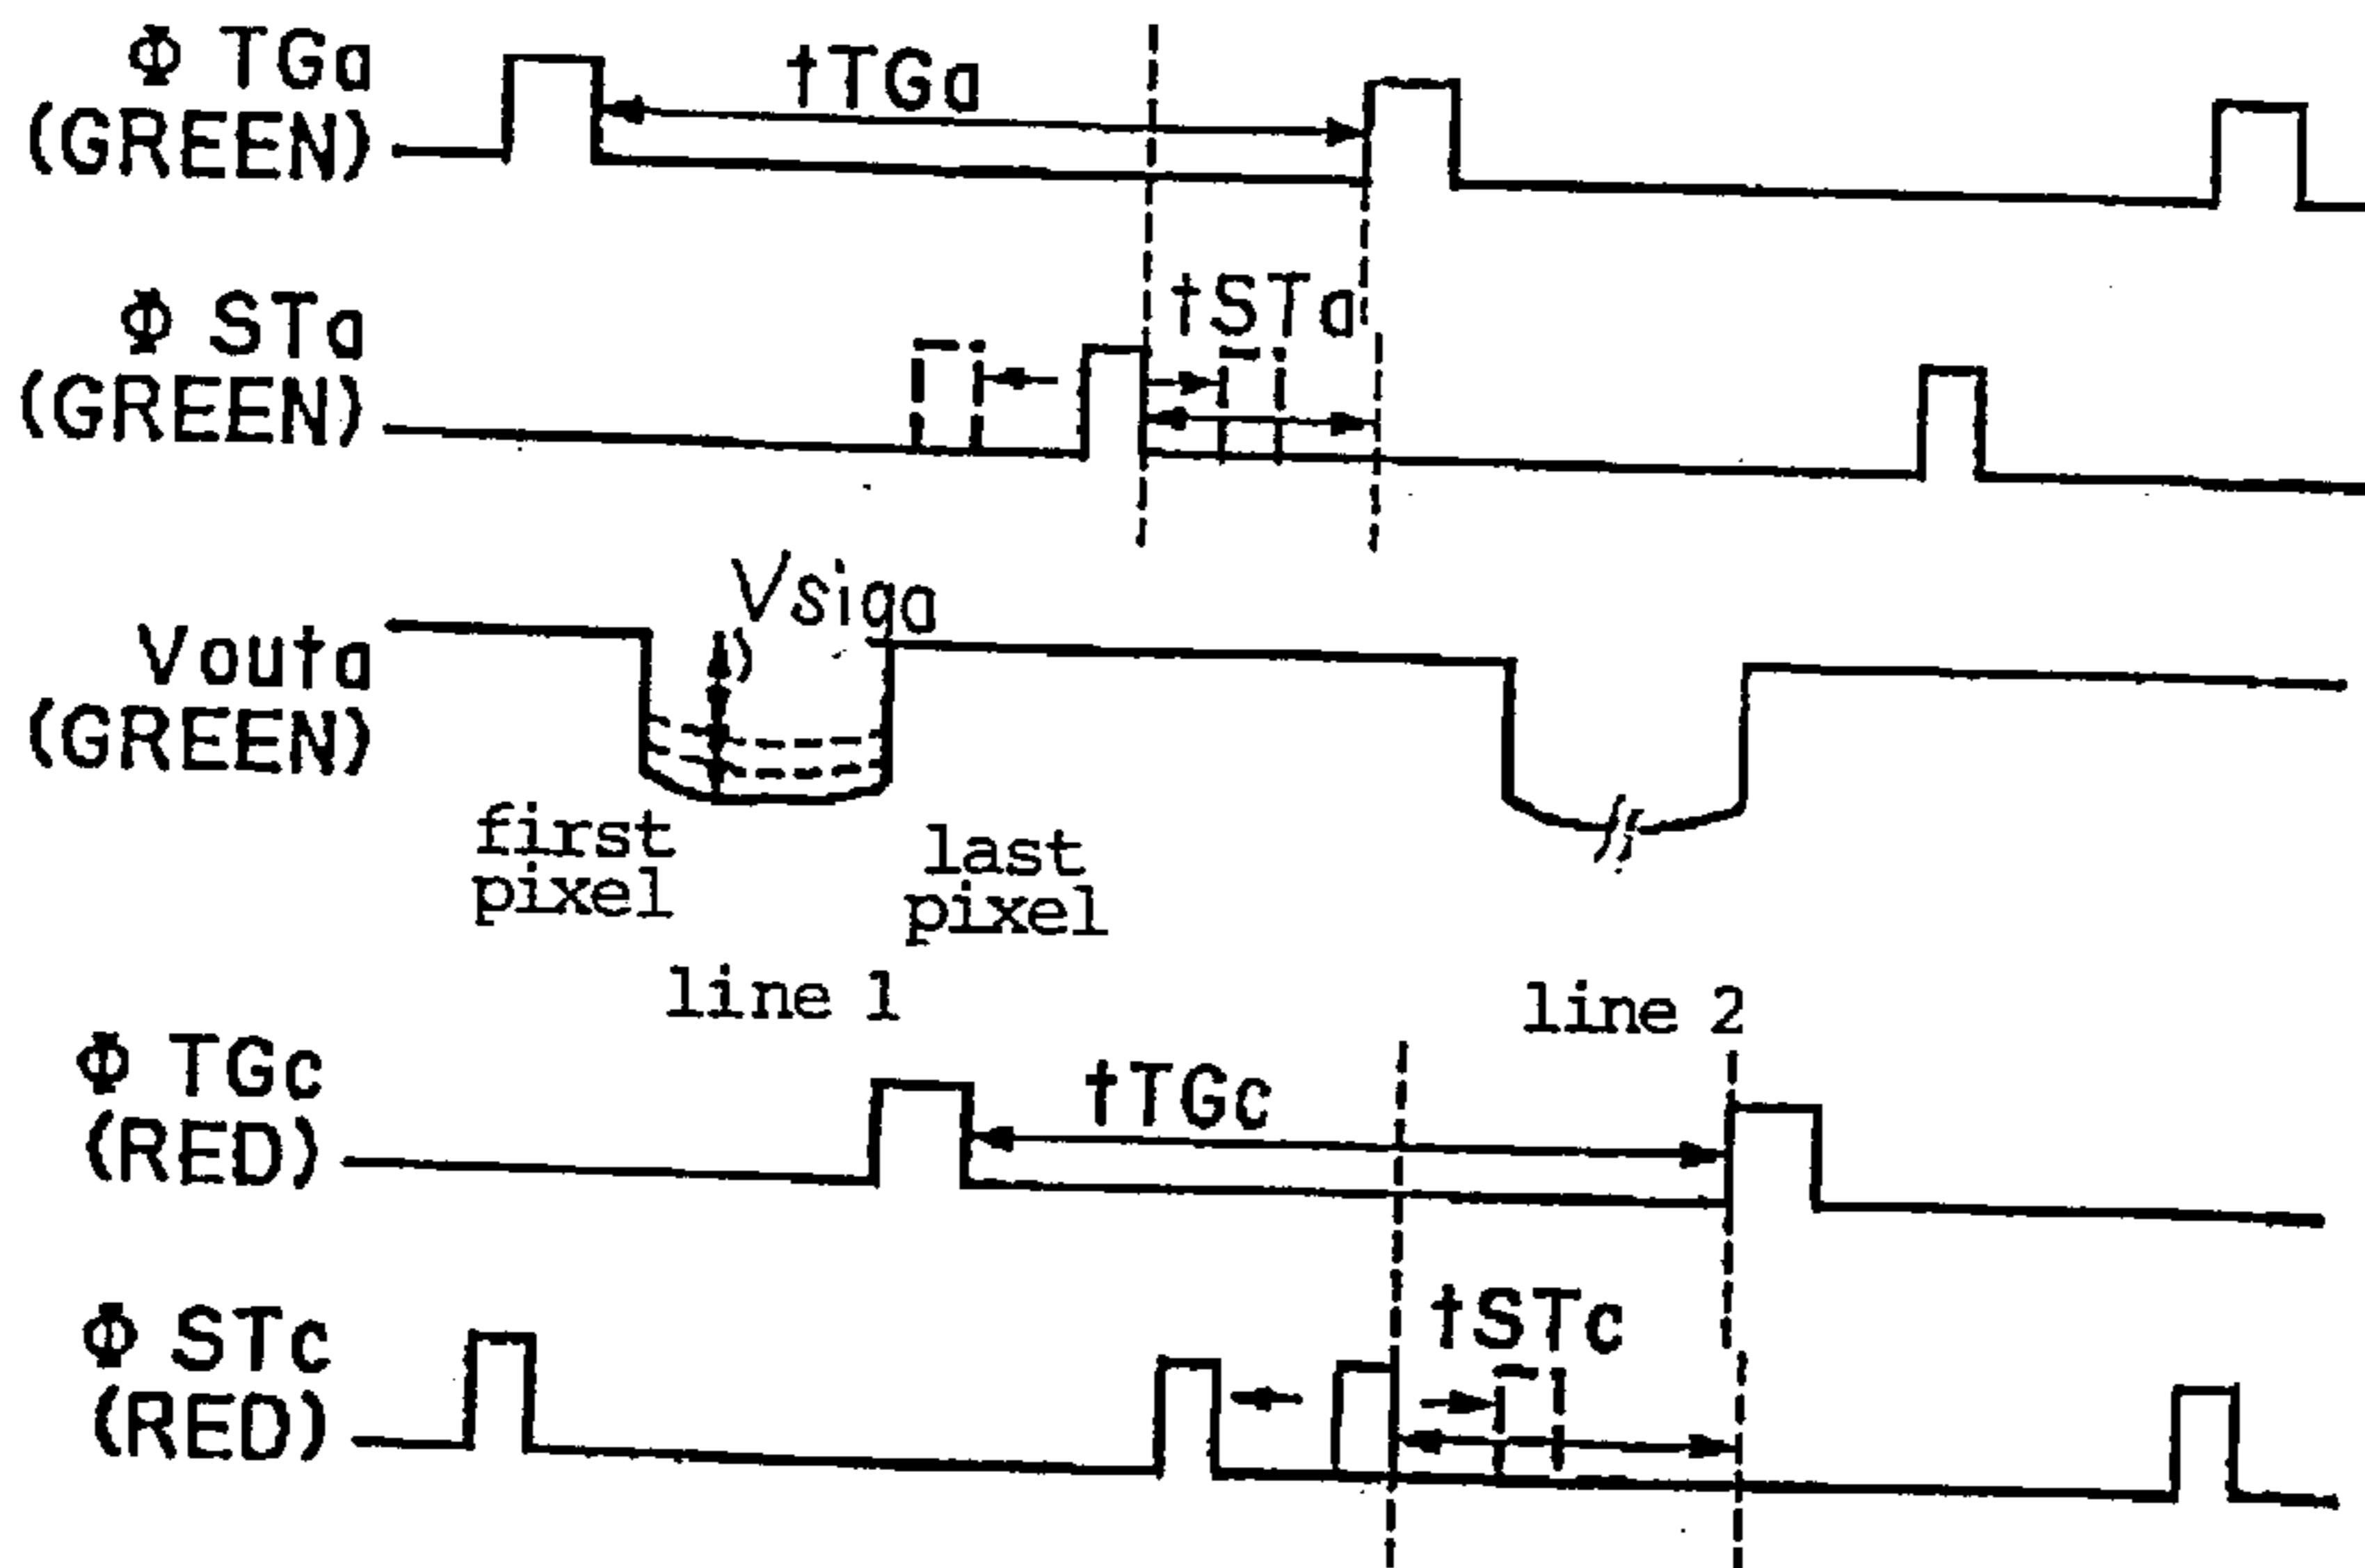 Φ TGa
(GREEN)
tTGa
Φ STa
(GREEN)
tSTa
Vsiga
Vouta
(GREEN)
first
pixel
last
pixel
line 1
line 2
Φ TGc
(RED)
tTGc
Φ STc
(RED)
tSTc